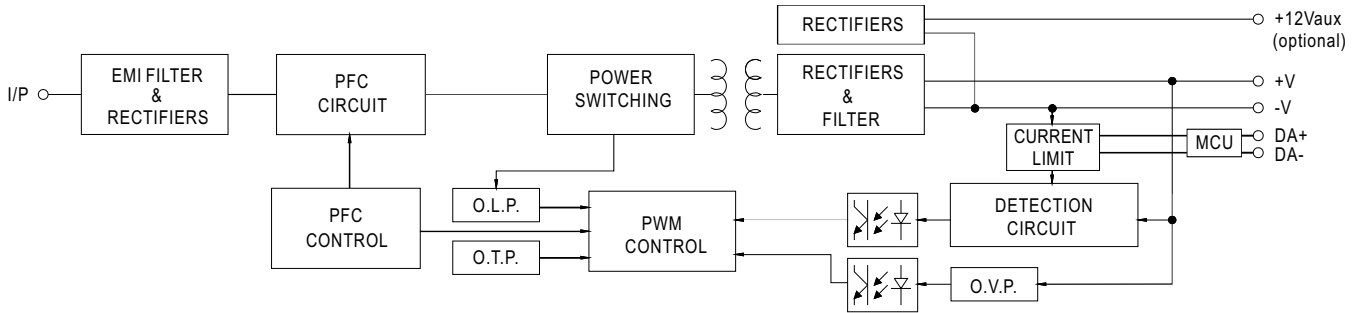 RECTIFIERS
+12Vaux
(optional)
I/P
EMI FILTER
&
RECTIFIERS
PFC
CIRCUIT
POWER
SWITCHING
RECTIFIERS
&
FILTER
+V
-V
CURRENT
LIMIT
MCU
DA+
DA-
PFC
CONTROL
O.L.P.
O.T.P.
PWM
CONTROL
DETECTION
CIRCUIT
O.V.P.